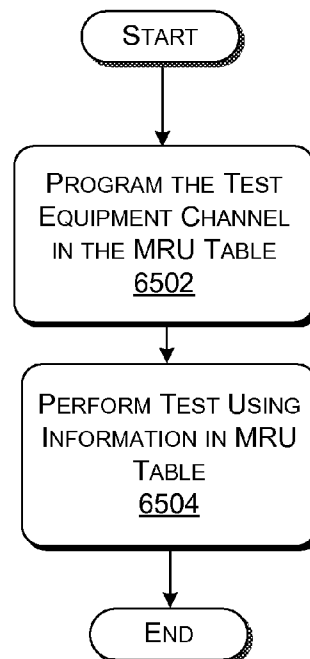 START
PROGRAM THE TEST
EQUIPMENT CHANNEL
IN THE MRU TABLE
6502
PERFORM TEST USING
INFORMATION IN MRU
TABLE
6504
END